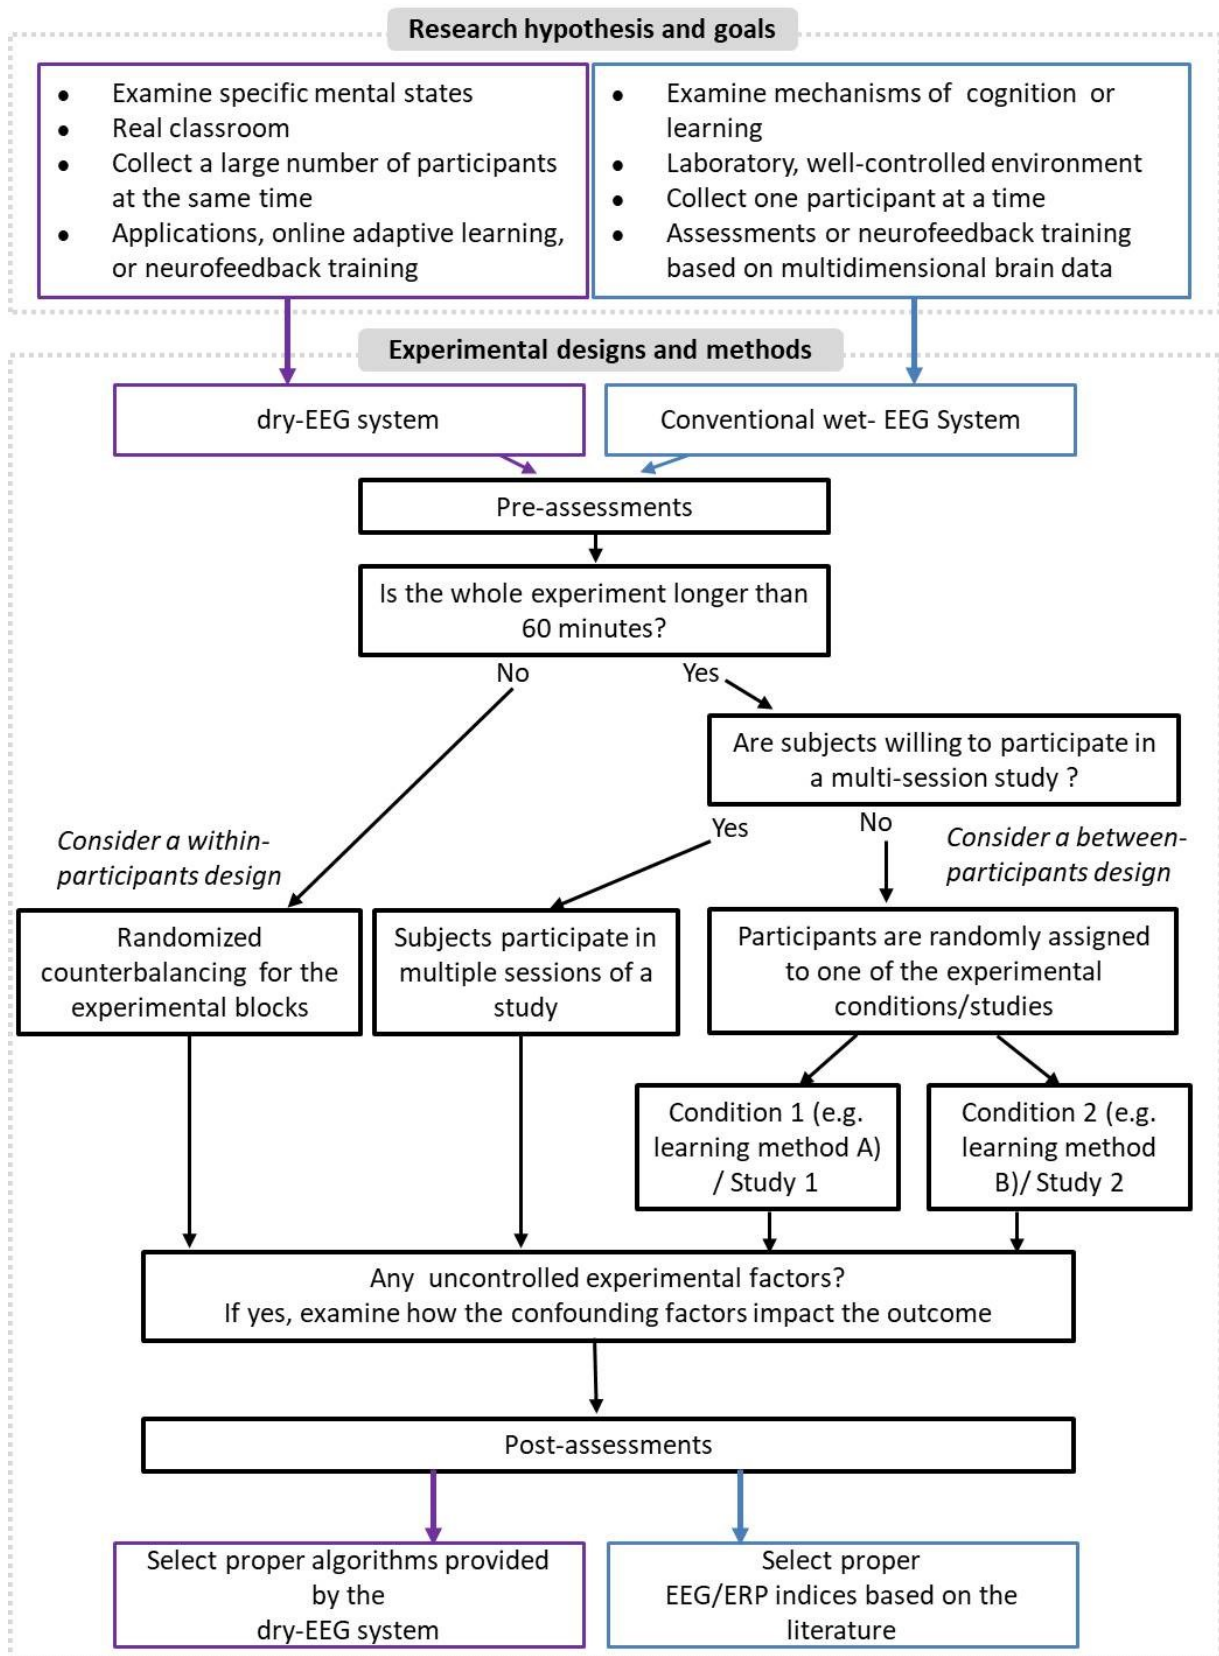 Research hypothesis and goals
• Examine specific mental states
• Real classroom
• Collect a large number of participants
at the same time
• Applications, online adaptive learning,
or neurofeedback training
• Examine mechanisms of cognition or
learning
• Laboratory, well-controlled environment
• Collect one participant at a time
• Assessments or neurofeedback training
based on multidimensional brain data
Experimental designs and methods
dry-EEG system
Conventional wet- EEG System
Pre-assessments
Is the whole experiment longer than
60 minutes?
No
Yes
Are subjects willing to participate in
a multi-session study ?
Yes
No
Consider a within-
participants design
Consider a between-
participants design
Randomized
counterbalancing for the
experimental blocks
Subjects participate in
multiple sessions of a
study
Participants are randomly assigned
to one of the experimental
conditions/studies
Condition 1 (e.g.
learning method A)
/ Study 1
Condition 2 (e.g.
learning method
B)/ Study 2
Any uncontrolled experimental factors?
If yes, examine how the confounding factors impact the outcome
Post-assessments
Select proper algorithms provided
by the
dry-EEG system
Select proper
EEG/ERP indices based on the
literature